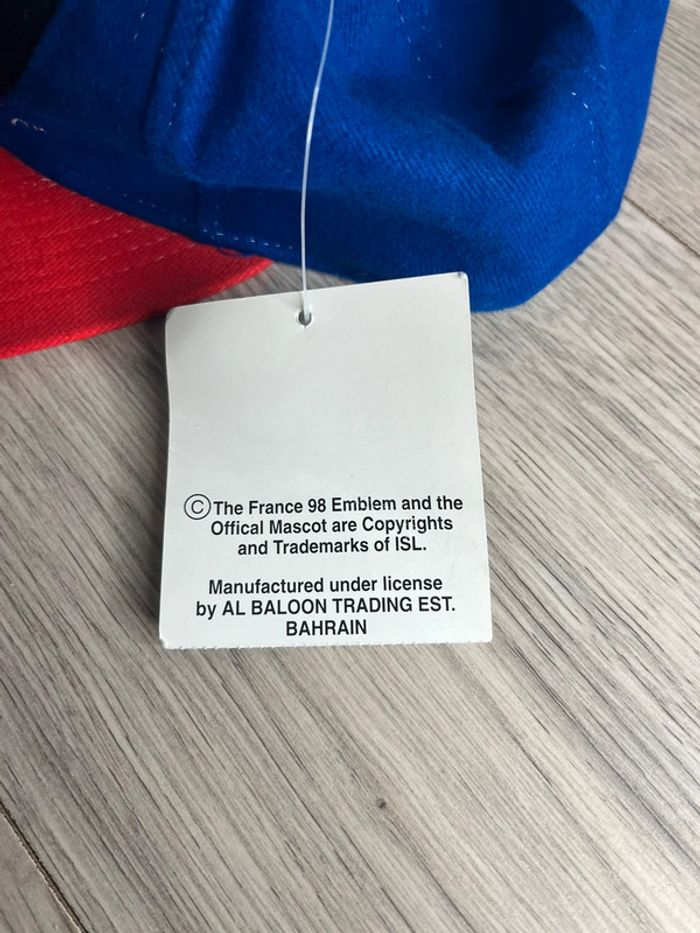 ©The France 98 Emblem and the
Offical Mascot are Copyrights
and Trademarks of ISL.
Manufactured under license
by AL BALOON TRADING EST.
BAHRAIN